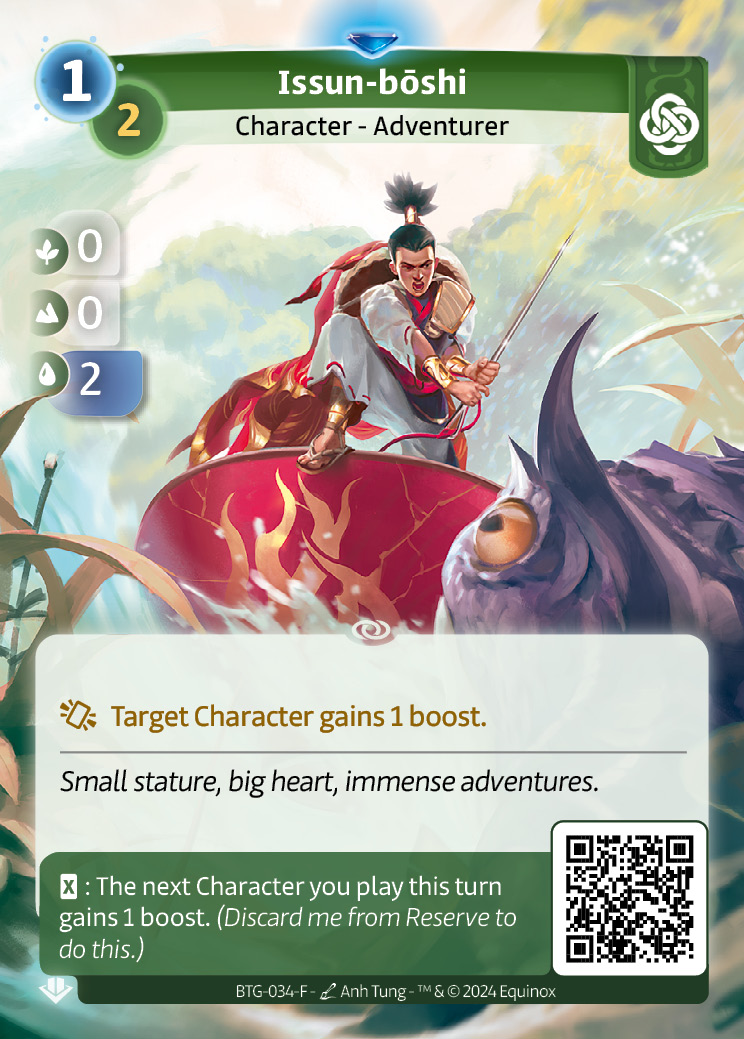 1
Issun-bōshi
2
Character - Adventurer
0
0
2
Target Character gains 1 boost.
Small stature, big heart, immense adventures.
X : The next Character you play this turn
gains 1 boost. (Discard me from Reserve to
do this.)
BTG-034-F - Anh Tung - ™ & © 2024 Equinox